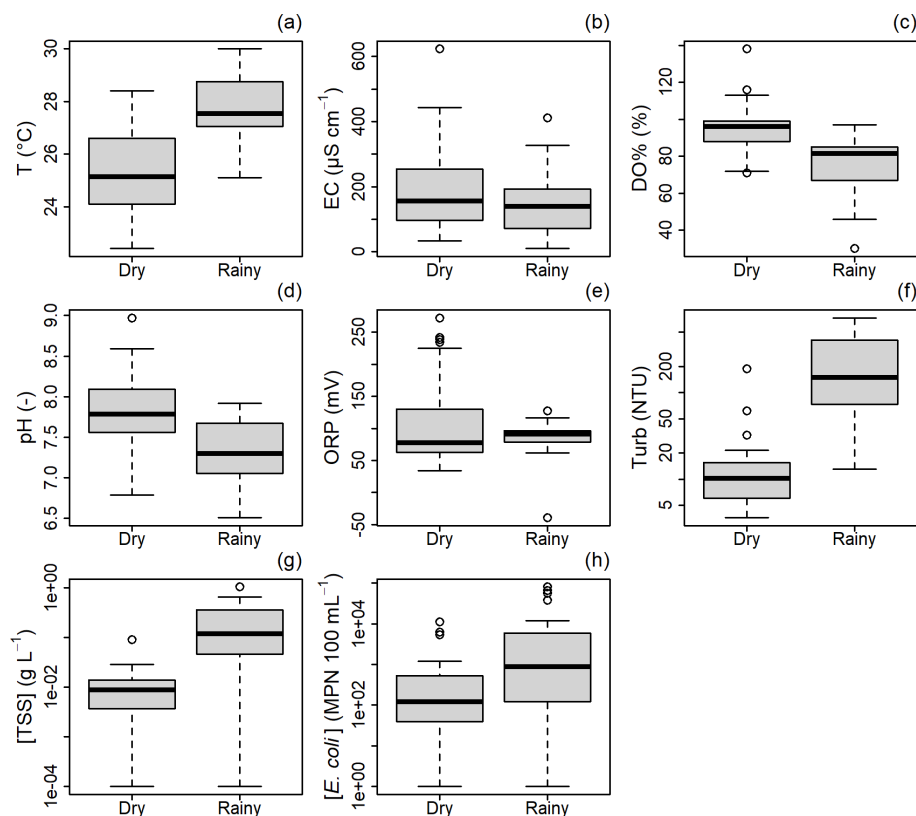 (a)
T (°C)
30
28
26
24
Dry
Rainy
(b)
EC (µS cm⁻¹)
600
400
200
0
Dry
Rainy
(c)
DO% (%)
120
80
60
40
Dry
Rainy
(d)
pH (-)
9.0
8.5
8.0
7.5
7.0
6.5
Dry
Rainy
(e)
ORP (mV)
250
150
50
-50
Dry
Rainy
(f)
Turb (NTU)
200
50
20
5
Dry
Rainy
(g)
[TSS] (g L⁻¹)
1e+00
1e-02
1e-04
Dry
Rainy
(h)
[E. coli] (MPN 100 mL⁻¹)
1e+04
1e+02
1e+00
Dry
Rainy